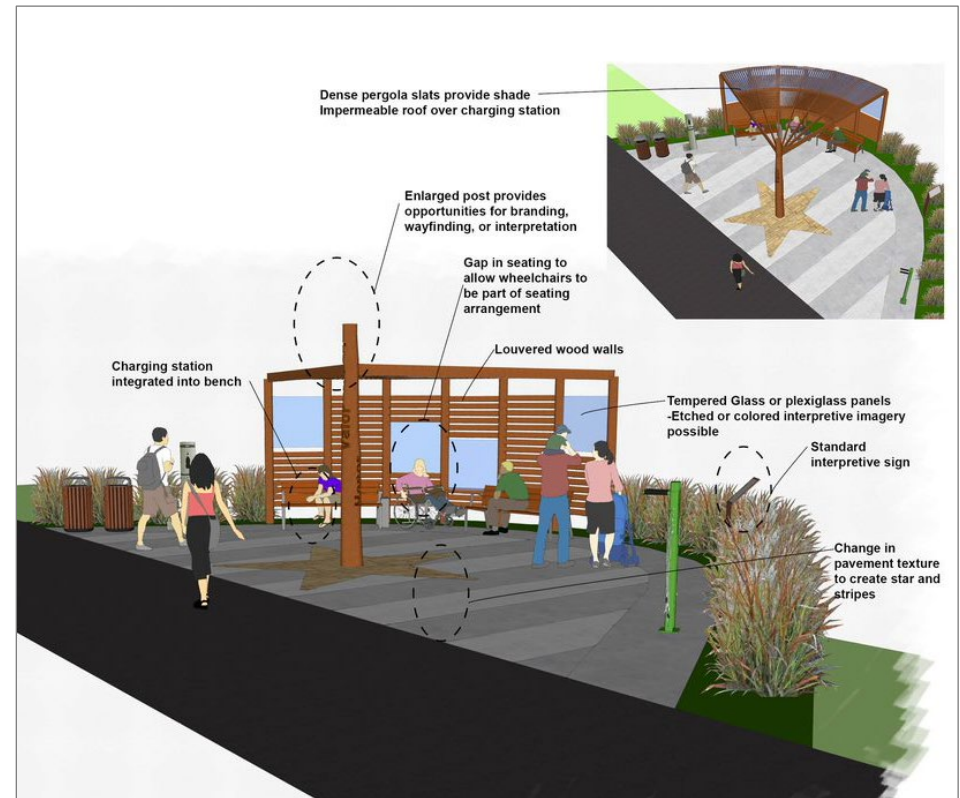 Dense pergola slats provide shade
Impermeable roof over charging station
Enlarged post provides
opportunities for branding,
wayfinding, or interpretation
Gap in seating to
allow wheelchairs to
be part of seating
arrangement
Louvered wood walls
Charging station
integrated into bench
Tempered Glass or plexiglass panels
-Etched or colored interpretive imagery
possible
Standard
interpretive sign
Change in
pavement texture
to create star and
stripes
Valor